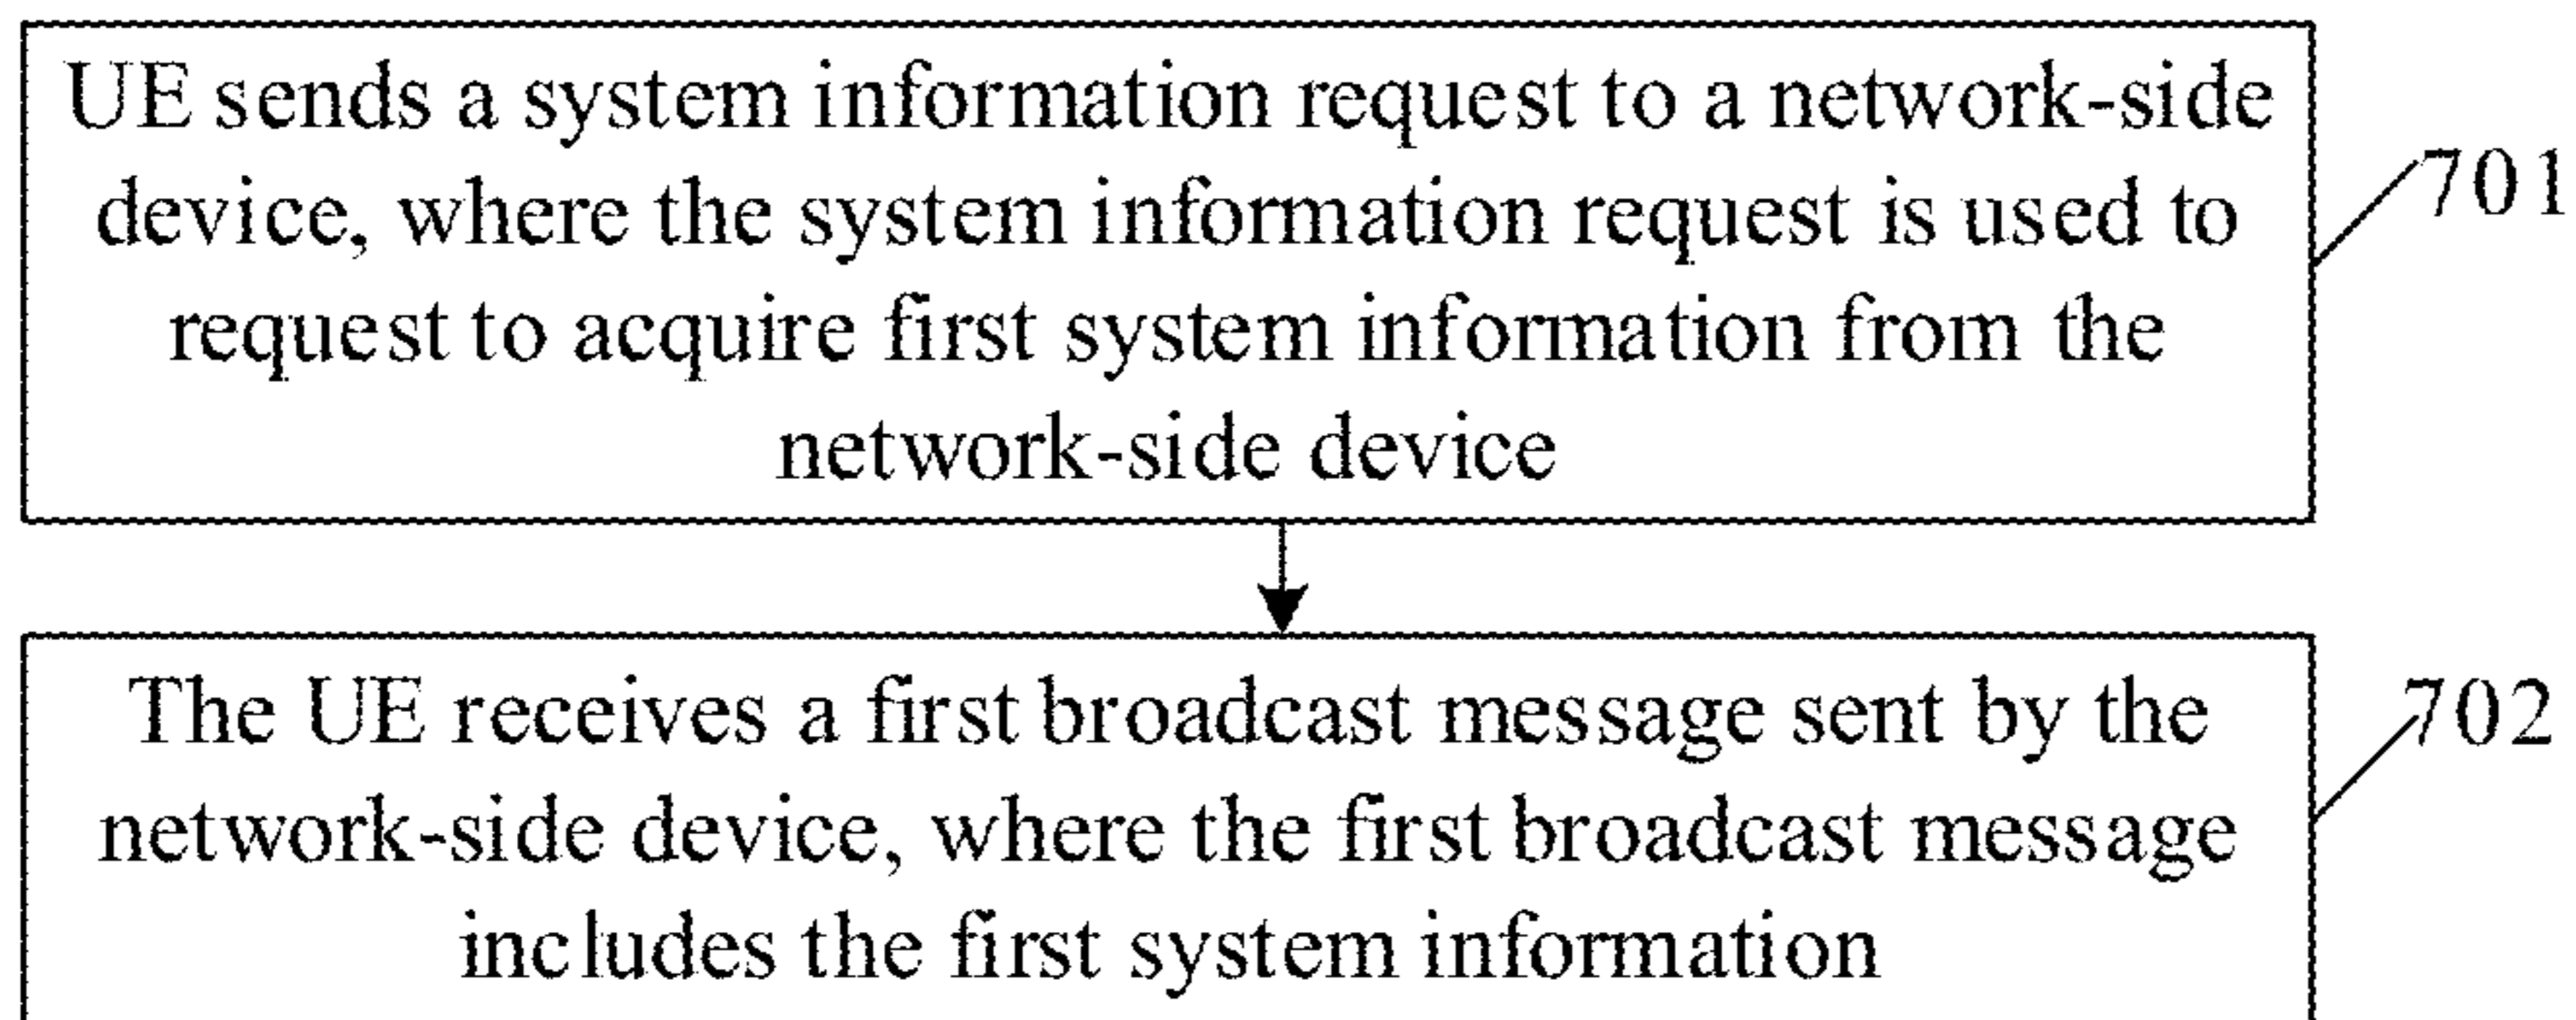 UE sends a system information request to a network-side
device, where the system information request is used to
request to acquire first system information from the
network-side device
701
The UE receives a first broadcast message sent by the
network-side device, where the first broadcast message
includes the first system information
702